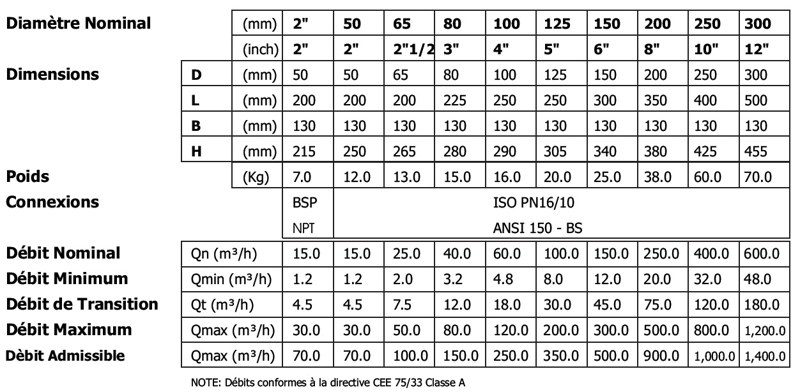 Diamètre Nominal (mm) 2" 50 65 80 100 125 150 200 250 300
(inch) 2" 2" 2"1/2 3" 4" 5" 6" 8" 10" 12"
Dimensions D (mm) 50 50 65 80 100 125 150 200 250 300
L (mm) 200 200 200 225 250 250 300 350 400 500
B (mm) 130 130 130 130 130 130 130 130 130 130
H (mm) 215 250 265 280 290 305 340 380 425 455
Poids (Kg) 7.0 12.0 13.0 15.0 16.0 20.0 25.0 38.0 60.0 70.0
Connexions BSP ISO PN16/10
NPT ANSI 150 - BS
Débit Nominal Qn (m³/h) 15.0 15.0 25.0 40.0 60.0 100.0 150.0 250.0 400.0 600.0
Débit Minimum Qmin (m³/h) 1.2 1.2 2.0 3.2 4.8 8.0 12.0 20.0 32.0 48.0
Débit de Transition Qt (m³/h) 4.5 4.5 7.5 12.0 18.0 30.0 45.0 75.0 120.0 180.0
Débit Maximum Qmax (m³/h) 30.0 30.0 50.0 80.0 120.0 200.0 300.0 500.0 800.0 1,200.0
Dèbit Admissible Qmax (m³/h) 70.0 70.0 100.0 150.0 250.0 350.0 500.0 900.0 1,000.0 1,400.0
NOTE: Débits conformes à la directive CEE 75/33 Classe A